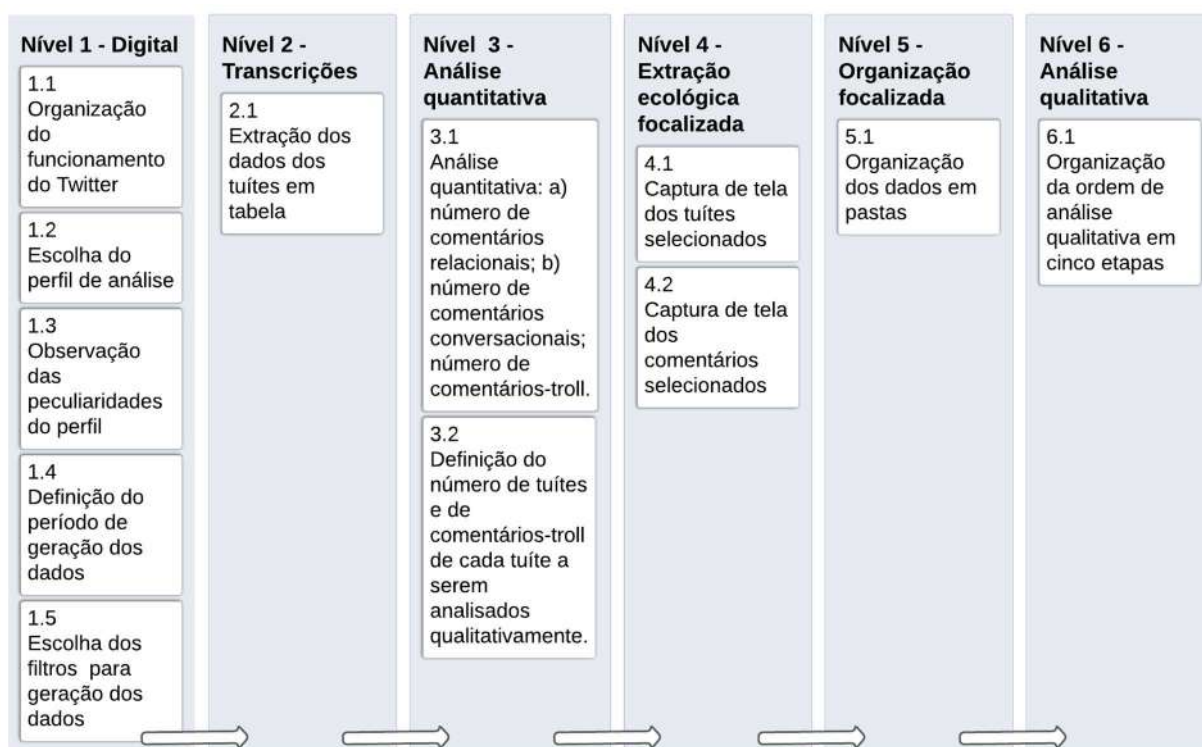 Nível 1 - Digital
1.1
Organização
do
funcionamento
do Twitter
1.2
Escolha do
perfil de análise
1.3
Observação
das
peculiaridades
do perfil
1.4
Definição do
período de
geração dos
dados
1.5
Escolha dos
filtros para
geração dos
dados
Nível 2 -
Transcrições
2.1
Extração dos
dados dos
tuítes em
tabela
Nível 3 -
Análise
quantitativa
3.1
Análise
quantitativa: a)
número de
comentários
relacionais; b)
número de
comentários
conversacionais;
número de
comentários-troll.
3.2
Definição do
número de tuítes
e de
comentários-troll
de cada tuíte a
serem
analisados
qualitativamente.
Nível 4 -
Extração
ecológica
focalizada
4.1
Captura de tela
dos tuítes
selecionados
4.2
Captura de tela
dos
comentários
selecionados
Nível 5 -
Organização
focalizada
5.1
Organização
dos dados em
pastas
Nível 6 -
Análise
qualitativa
6.1
Organização
da ordem de
análise
qualitativa em
cinco etapas